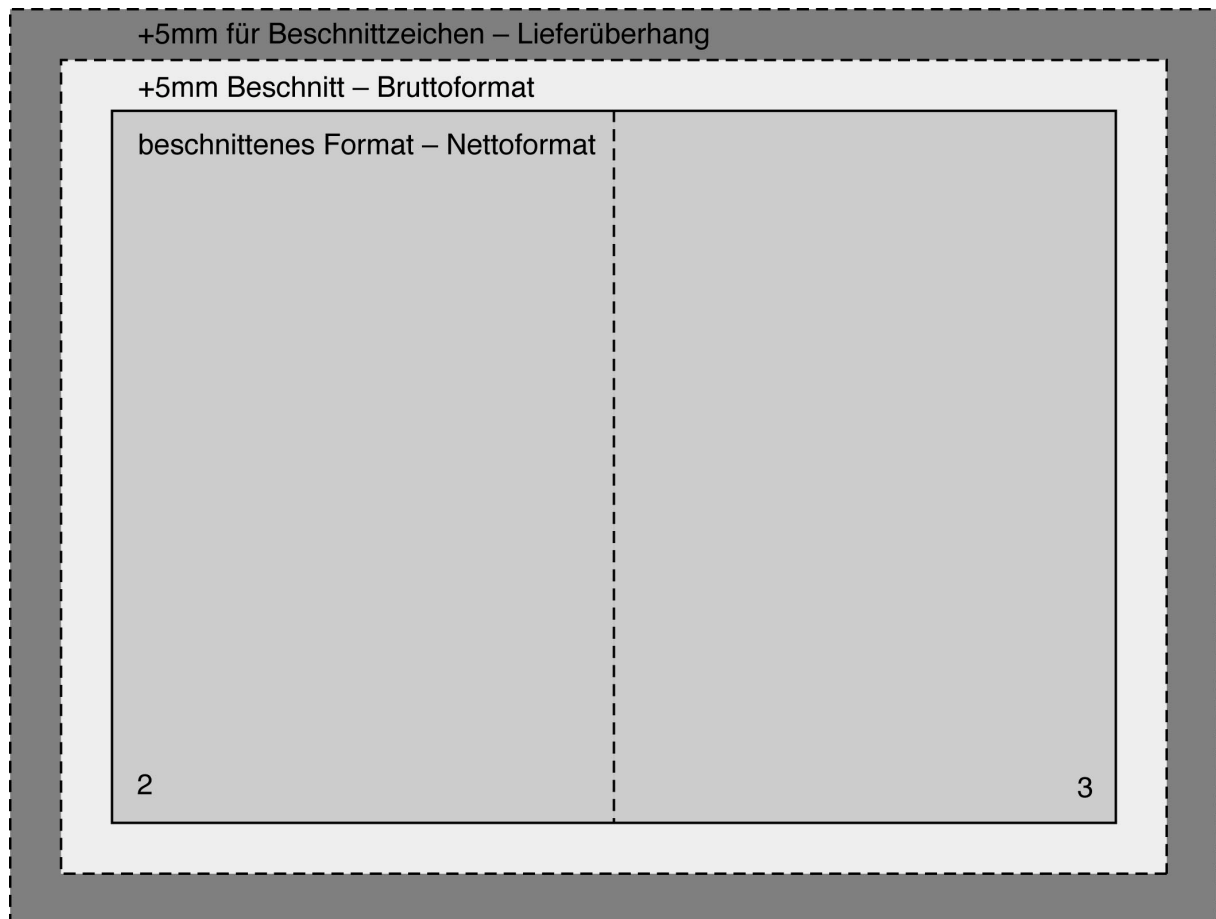 +5mm für Beschnittzeichen – Lieferüberhang
+5mm Beschnitt – Bruttoformat
beschnittenes Format – Nettoformat
2
3